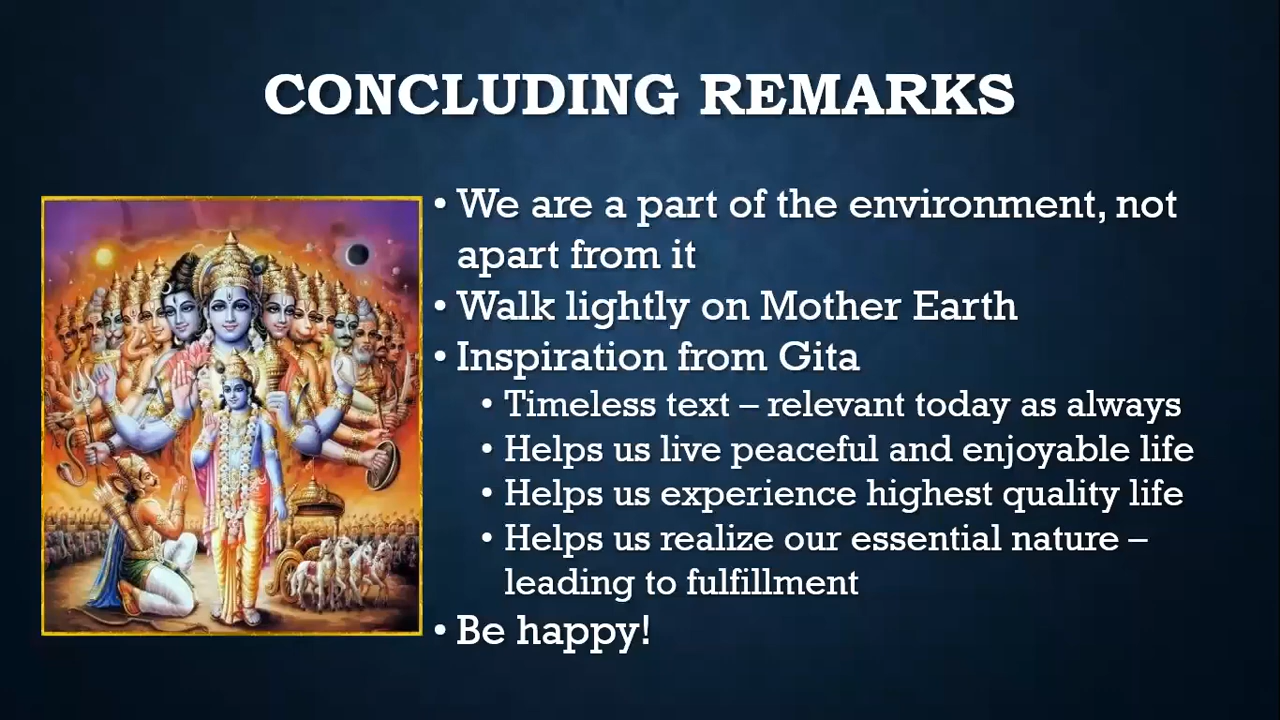 CONCLUDING REMARKS
• We are a part of the environment, not
apart from it
• Walk lightly on Mother Earth
• Inspiration from Gita
• Timeless text – relevant today as always
• Helps us live peaceful and enjoyable life
• Helps us experience highest quality life
• Helps us realize our essential nature –
leading to fulfillment
• Be happy!